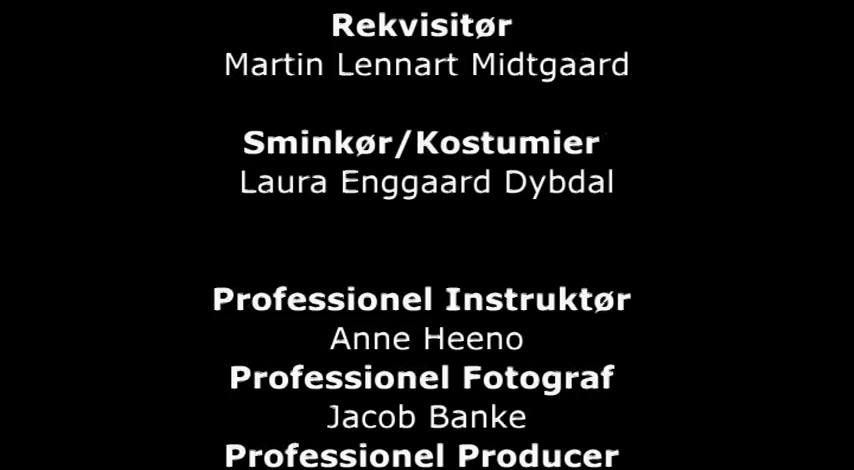 Rekvisitør
Martin Lennart Midtgaard
Sminkør/Kostumier
Laura Enggaard Dybdal
Professionel Instruktør
Anne Heeno
Professionel Fotograf
Jacob Banke
Professionel Producer